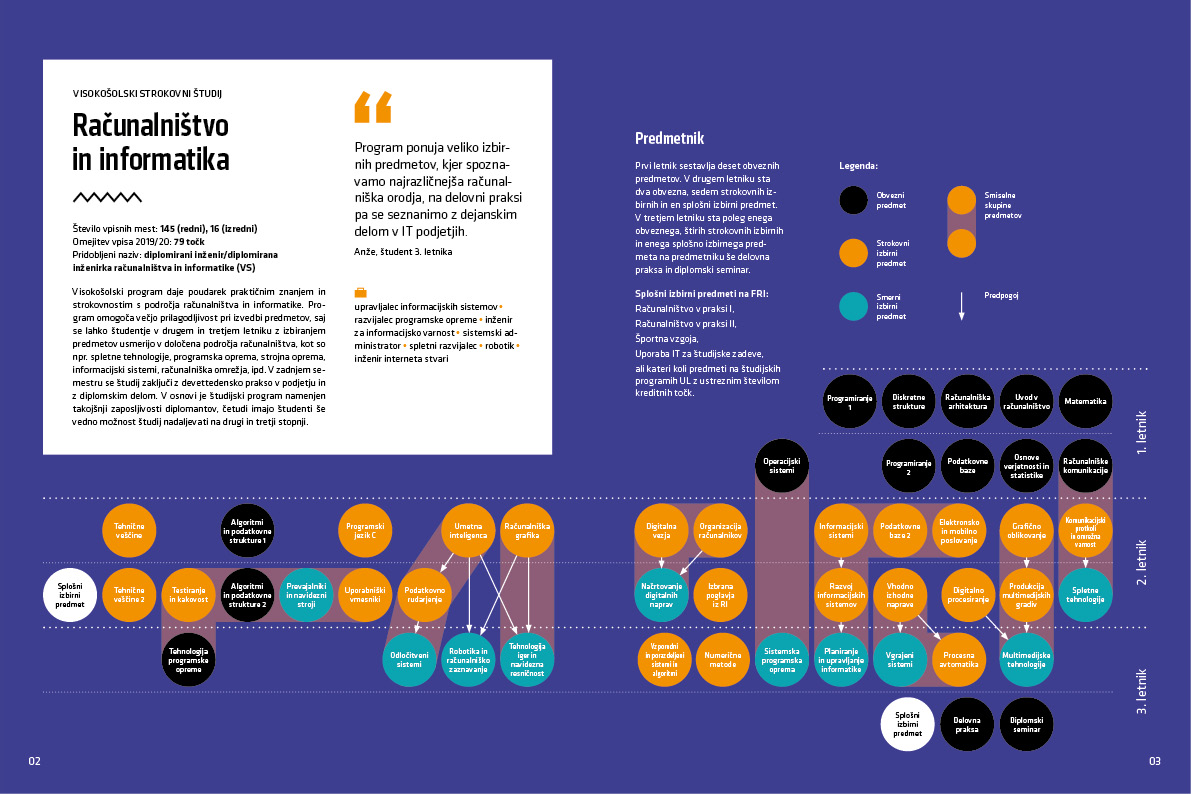 VISOKOŠOLSKI STROKOVNI ŠTUDIJ
Računalništvo
in informatika
Število vpisnih mest: 145 (redni), 16 (izredni)
Omejitev vpisa 2019/20: 79 točk
Pridobljeni naziv: diplomirani inženir/diplomirana
inženirka računalništva in informatike (VS)
Visokošolski program daje poudarek praktičnim znanjem in
strokovnostim s področja računalništva in informatike. Pro-
gram omogoča večjo prilagodljivost pri izvedbi predmetov, saj
se lahko študentje v drugem in tretjem letniku z izbiranjem
predmetov usmerijo v določena področja računalništva, kot so
npr. spletne tehnologije, programska oprema, strojna oprema,
informacijski sistemi, računalniška omrežja, ipd. V zadnjem se-
mestru se študij zaključi z devettedensko prakso v podjetju in
z diplomskim delom. V osnovi je študijski program namenjen
takojšnji zaposljivosti diplomantov, četudi imajo študenti še
vedno možnost študij nadaljevati na drugi in tretji stopnji.
“
Program ponuja veliko izbir-
nih predmetov, kjer spozna-
vamo najrazličnejša računal-
niška orodja, na delovni praksi
pa se seznanimo z dejanskim
delom v IT podjetjih.
Anže, študent 3. letnika
upravljalec informacijskih sistemov •
razvijalec programske opreme • inženir
za informacijsko varnost • sistemski ad-
ministrator • spletni razvijalec • robotik •
inženir interneta stvari
Predmetnik
Prvi letnik sestavlja deset obveznih
predmetov. V drugem letniku sta
dva obvezna, sedem strokovnih iz-
birnih in en splošni izbirni predmet.
V tretjem letniku sta poleg enega
obveznega, štirih strokovnih izbirnih
in enega splošno izbirnega pred-
meta na predmetniku še delovna
praksa in diplomski seminar.
Splošni izbirni predmeti na FRI:
Računalništvo v praksi I,
Računalništvo v praksi II,
Športna vzgoja,
Uporaba IT za študijske zadeve,
ali kateri koli predmeti na študijskih
programih UL z ustreznim številom
kreditnih točk.
Legenda:
Obvezni
predmet
Strokovni
izbirni
predmet
Smerni
izbirni
predmet
Smiselne
skupine
predmetov
Predpogoj
Programiranje
1
Diskretne
strukture
Računalniška
arhitektura
Uvod v
računalništvo
Matematika
1. letnik
Operacijski
sistemi
Programiranje
2
Podatkovne
baze
Osnove
verjetnosti in
statistike
Računalniške
komunikacije
Tehnične
veščine
Algoritmi
in podatkovne
strukture 1
Programski
jezik C
Umetna
inteligenca
Računalniška
grafika
Digitalna
vezja
Organizacija
računalnikov
Informacijski
sistemi
Podatkovne
baze 2
Elektronsko
in mobilno
poslovanje
Grafično
oblikovanje
Komunikacijski
protkoli
in omrežna
varnost
2. letnik
Splošni
izbirni
predmet
Tehnične
veščine 2
Testiranje
in kakovost
Algoritmi
in podatkovne
strukture 2
Prevajalniki
in navidezni
stroji
Uporabniški
vmesniki
Podatkovno
rudarjenje
Načrtovanje
digitalnih
naprav
Izbrana
poglavja
iz RI
Razvoj
informacijskih
sistemov
Vhodno
izhodne
naprave
Digitalno
procesiranje
Produkcija
multimedijskih
gradiv
Spletne
tehnologije
Tehnologija
programske
opreme
Odločitveni
sistemi
Robotika in
računalniško
zaznavanje
Tehnologija
iger in
navidezna
resničnost
Vzporedni
in porazdeljeni
sistemi in
algoritmi
Numerične
metode
Sistemska
programska
oprema
Planiranje
in upravljanje
informatike
Vgrajeni
sistemi
Procesna
avtomatika
Multimedijske
tehnologije
3. letnik
Splošni
izbirni
predmet
Delovna
praksa
Diplomski
seminar
02
03